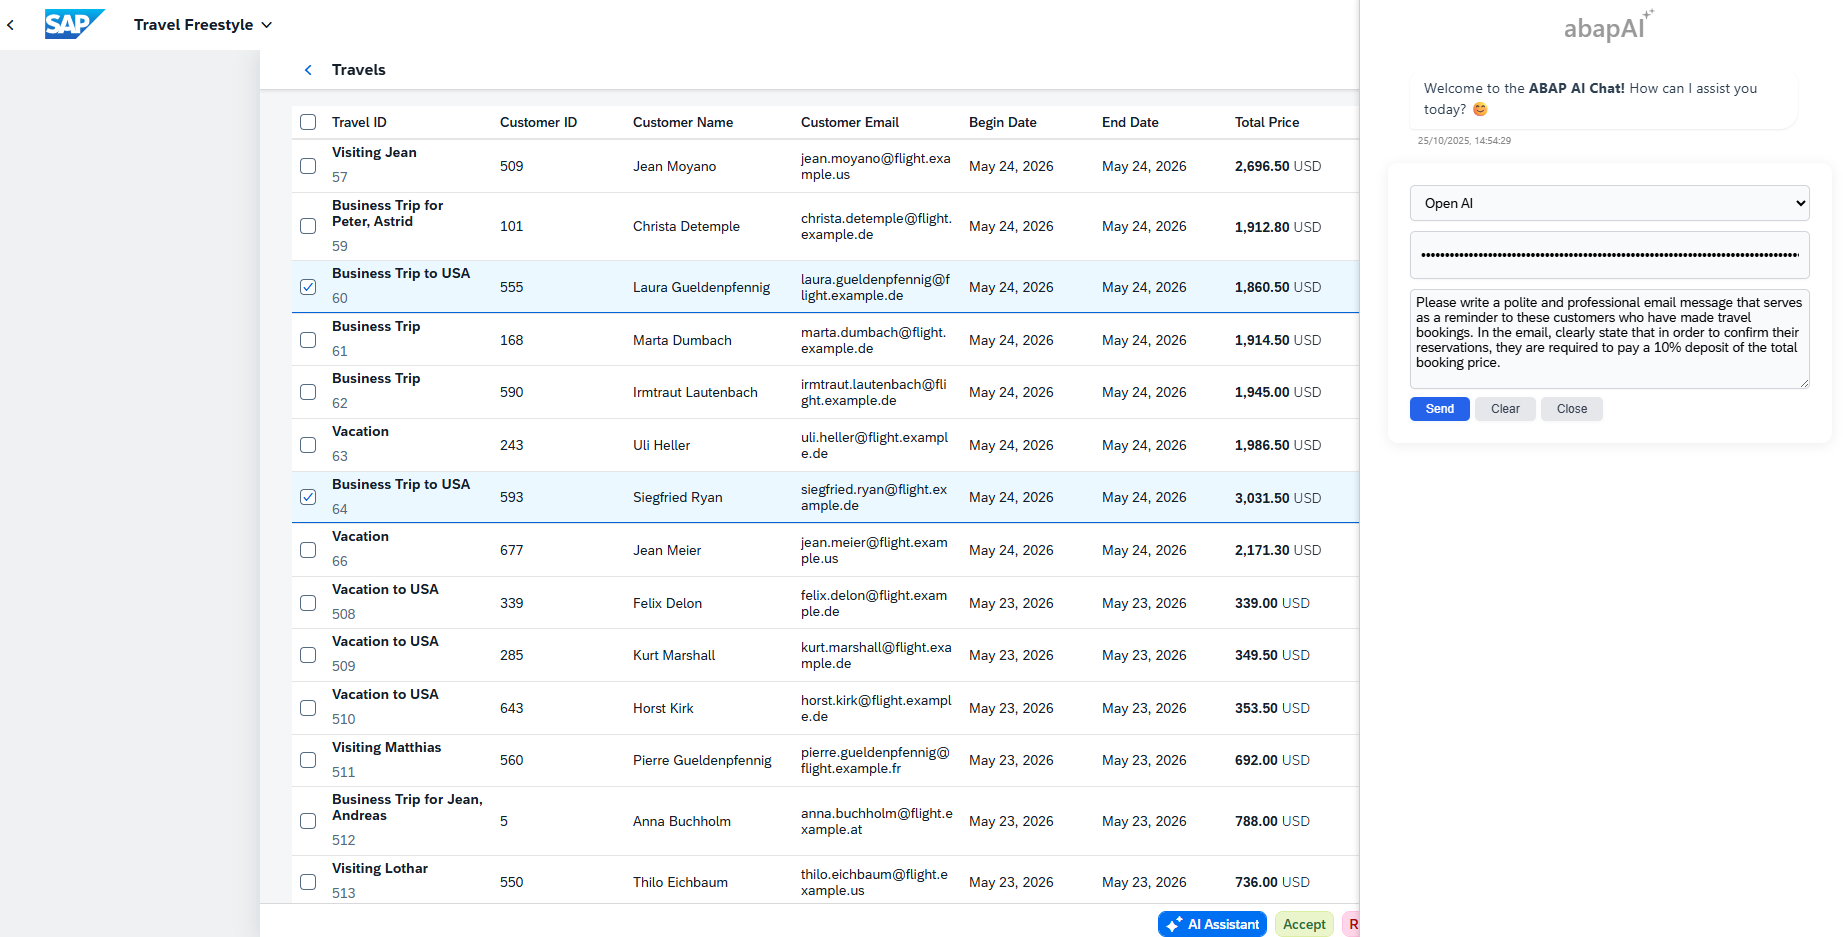 SAP
Travel Freestyle
Travels
Travel ID Customer ID Customer Name Customer Email Begin Date End Date Total Price
Visiting Jean
57
509 Jean Moyano
jean.moyano@flight.exa
mple.us
May 24, 2026 May 24, 2026 2,696.50 USD
Business Trip for
Peter, Astrid
59
101 Christa Detemple
christa.detemple@flight.
example.de
May 24, 2026 May 24, 2026 1,912.80 USD
Business Trip to USA
60
555 Laura Gueldenpfennig
laura.gueldenpfennig@f
light.example.de
May 24, 2026 May 24, 2026 1,860.50 USD
Business Trip
61
168 Marta Dumbach
marta.dumbach@flight.
example.de
May 24, 2026 May 24, 2026 1,914.50 USD
Business Trip
62
590 Irmtraut Lautenbach
irmtraut.lautenbach@fli
ght.example.de
May 24, 2026 May 24, 2026 1,945.00 USD
Vacation
63
243 Uli Heller
uli.heller@flight.exampl
e.de
May 24, 2026 May 24, 2026 1,986.50 USD
Business Trip to USA
64
593 Siegfried Ryan
siegfried.ryan@flight.ex
ample.de
May 24, 2026 May 24, 2026 3,031.50 USD
Vacation
66
677 Jean Meier
jean.meier@flight.exam
ple.us
May 24, 2026 May 24, 2026 2,171.30 USD
Vacation to USA
508
339 Felix Delon
felix.delon@flight.exam
ple.de
May 23, 2026 May 23, 2026 339.00 USD
Vacation to USA
509
285 Kurt Marshall
kurt.marshall@flight.exa
mple.de
May 23, 2026 May 23, 2026 349.50 USD
Vacation to USA
510
643 Horst Kirk
horst.kirk@flight.exampl
e.de
May 23, 2026 May 23, 2026 353.50 USD
Visiting Matthias
511
560 Pierre Gueldenpfennig
pierre.gueldenpfennig@
flight.example.fr
May 23, 2026 May 23, 2026 692.00 USD
Business Trip for Jean,
Andreas
512
5 Anna Buchholm
anna.buchholm@flight.e
xample.at
May 23, 2026 May 23, 2026 788.00 USD
Visiting Lothar
513
550 Thilo Eichbaum
thilo.eichbaum@flight.e
xample.us
May 23, 2026 May 23, 2026 736.00 USD
AI Assistant Accept R
abapAI
Welcome to the ABAP AI Chat! How can I assist you
today? 😊
25/10/2025, 14:54:29
Open AI
Please write a polite and professional email message that serves
as a reminder to these customers who have made travel
bookings. In the email, clearly state that in order to confirm their
reservations, they are required to pay a 10% deposit of the total
booking price.
Send Clear Close